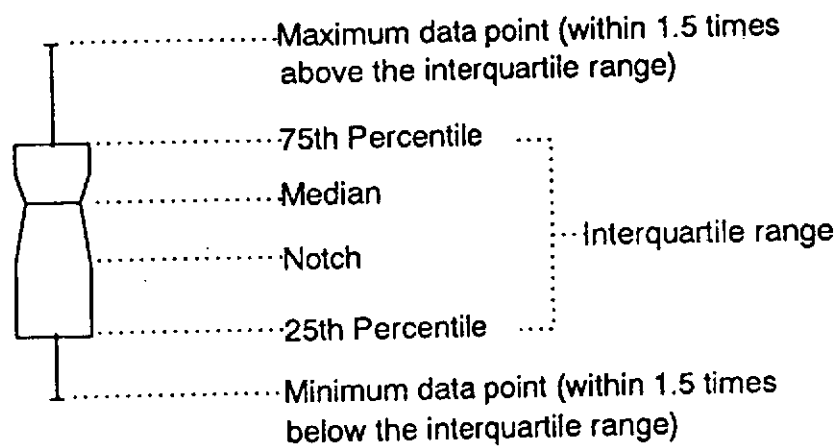 Maximum data point (within 1.5 times
above the interquartile range)
75th Percentile
Median
Interquartile range
Notch
25th Percentile
Minimum data point (within 1.5 times
below the interquartile range)